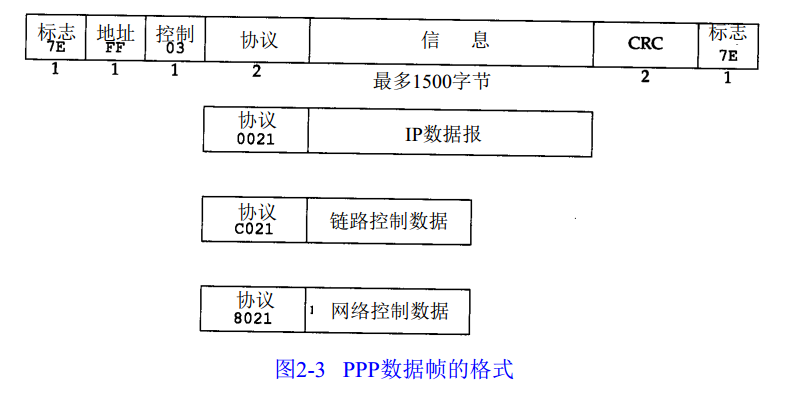 标志 地址 控制 协议 信 息 CRC 标志
7E FF 03 7E
1 1 1 2 最多1500字节 2 1
协议
0021 IP数据报
协议
C021 链路控制数据
协议
8021 1 网络控制数据
图2-3 PPP数据帧的格式